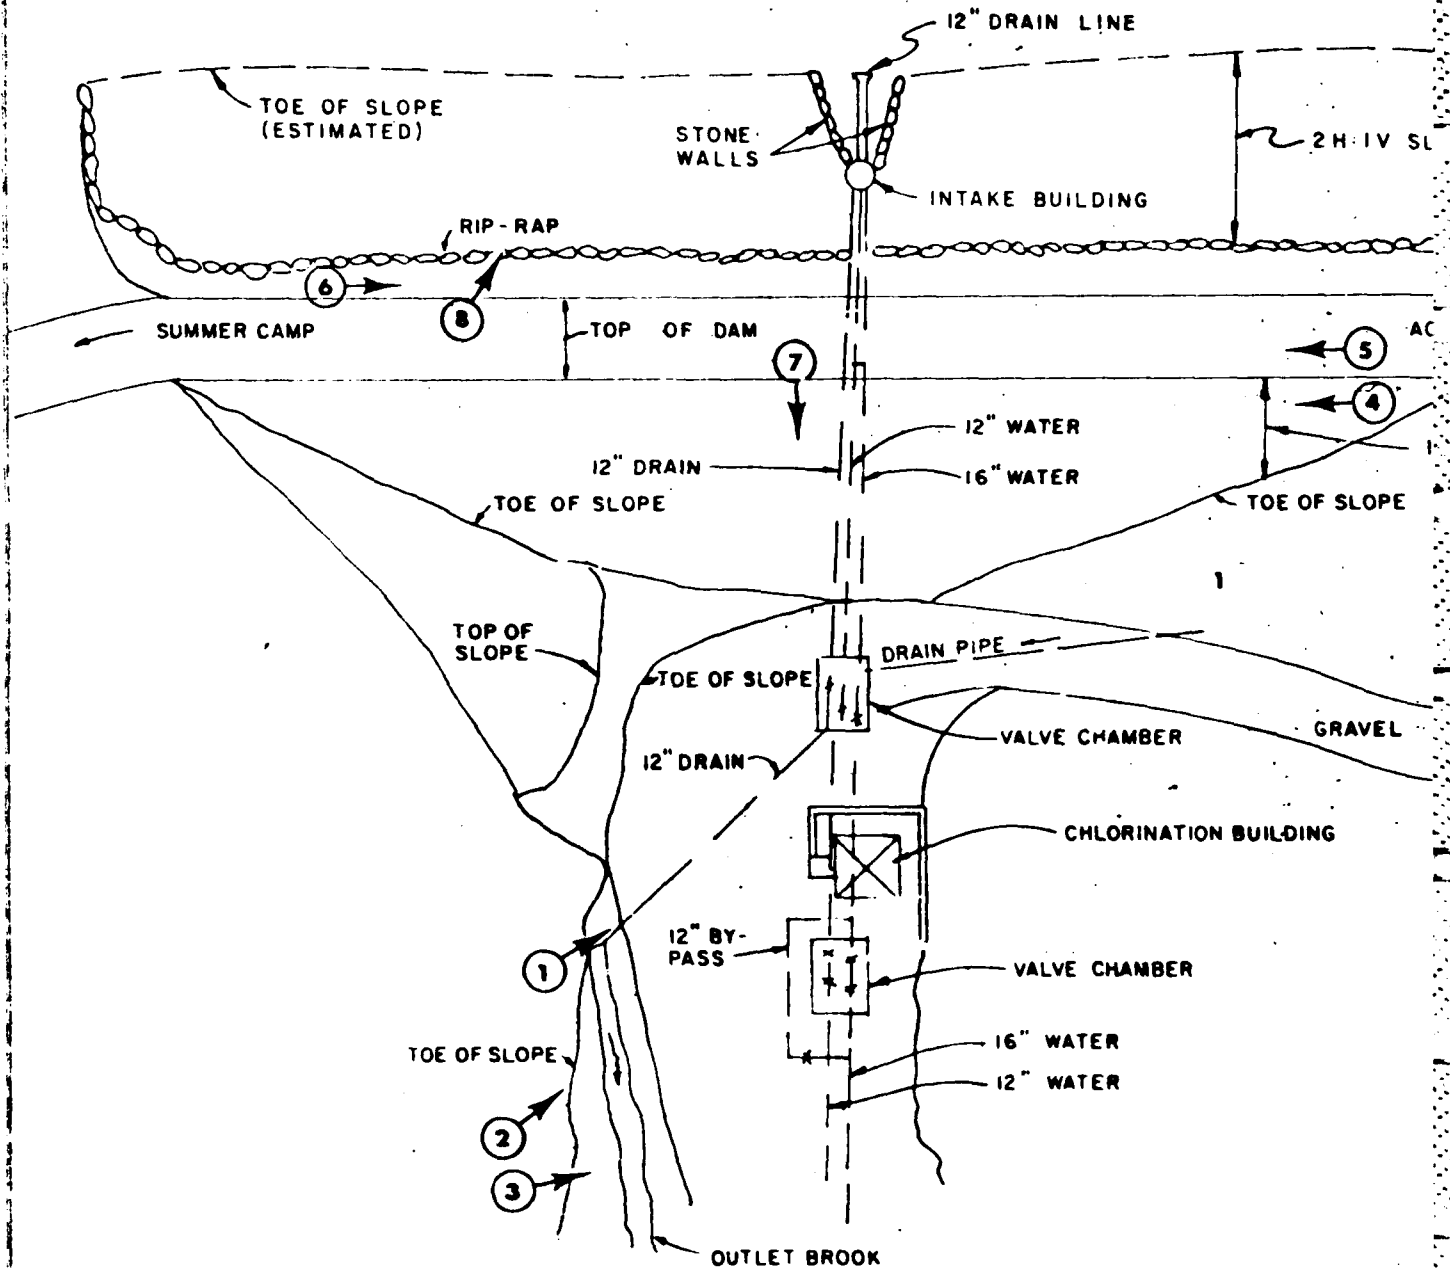 12" DRAIN LINE
TOE OF SLOPE
(ESTIMATED)
STONE
WALLS
2H:1V SL
INTAKE BUILDING
RIP-RAP
6
8
SUMMER CAMP
TOP OF DAM
7
5
AC
4
12" WATER
12" DRAIN
16" WATER
TOE OF SLOPE
TOE OF SLOPE
1
TOP OF
SLOPE
DRAIN PIPE
TOE OF SLOPE
GRAVEL
VALVE CHAMBER
12" DRAIN
CHLORINATION BUILDING
12" BY-
PASS
1
VALVE CHAMBER
16" WATER
TOE OF SLOPE
12" WATER
2
3
OUTLET BROOK